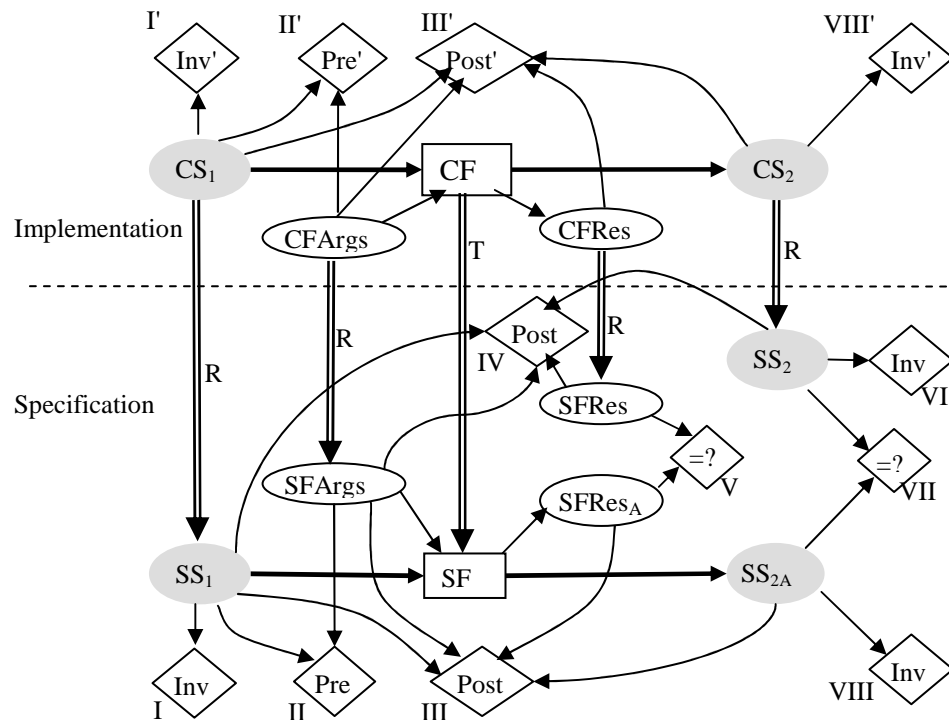 I' II' III' VIII'
Inv' Pre' Post' Inv'
CS₁ CF CS₂
Implementation CFArgs T CFRes R
Post R SS₂ Inv
R R IV VI
Specification SFRes
=? =?
SFArgs V VII
SFRes_A
SS₁ SF SS₂A
Inv Pre Post Inv
I II III VIII